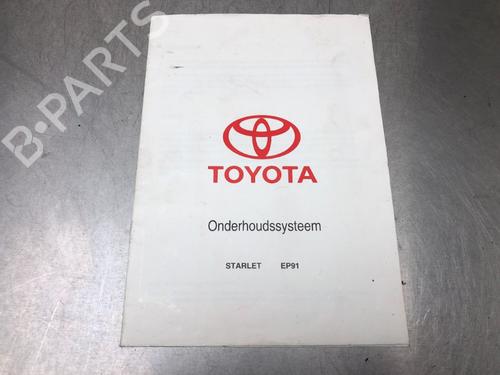 B-PARTS
TOYOTA
Onderhoudssysteem
STARLET EP91